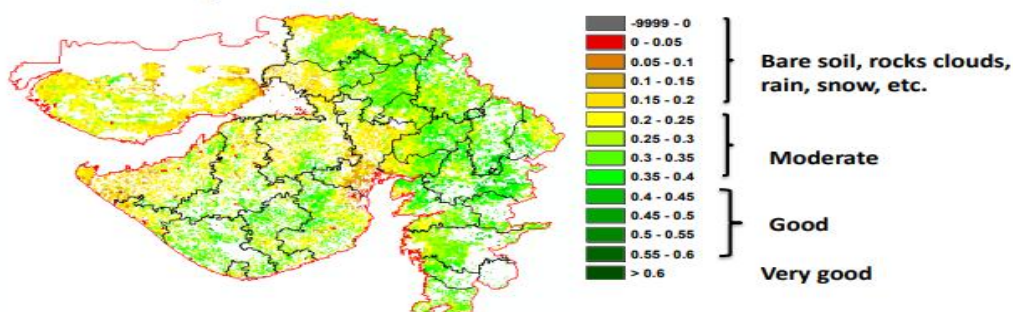 -9999 - 0
0 - 0.05
0.05 - 0.1
0.1 - 0.15
0.15 - 0.2
0.2 - 0.25
0.25 - 0.3
0.3 - 0.35
0.35 - 0.4
0.4 - 0.45
0.45 - 0.5
0.5 - 0.55
0.55 - 0.6
> 0.6
Bare soil, rocks clouds,
rain, snow, etc.
Moderate
Good
Very good